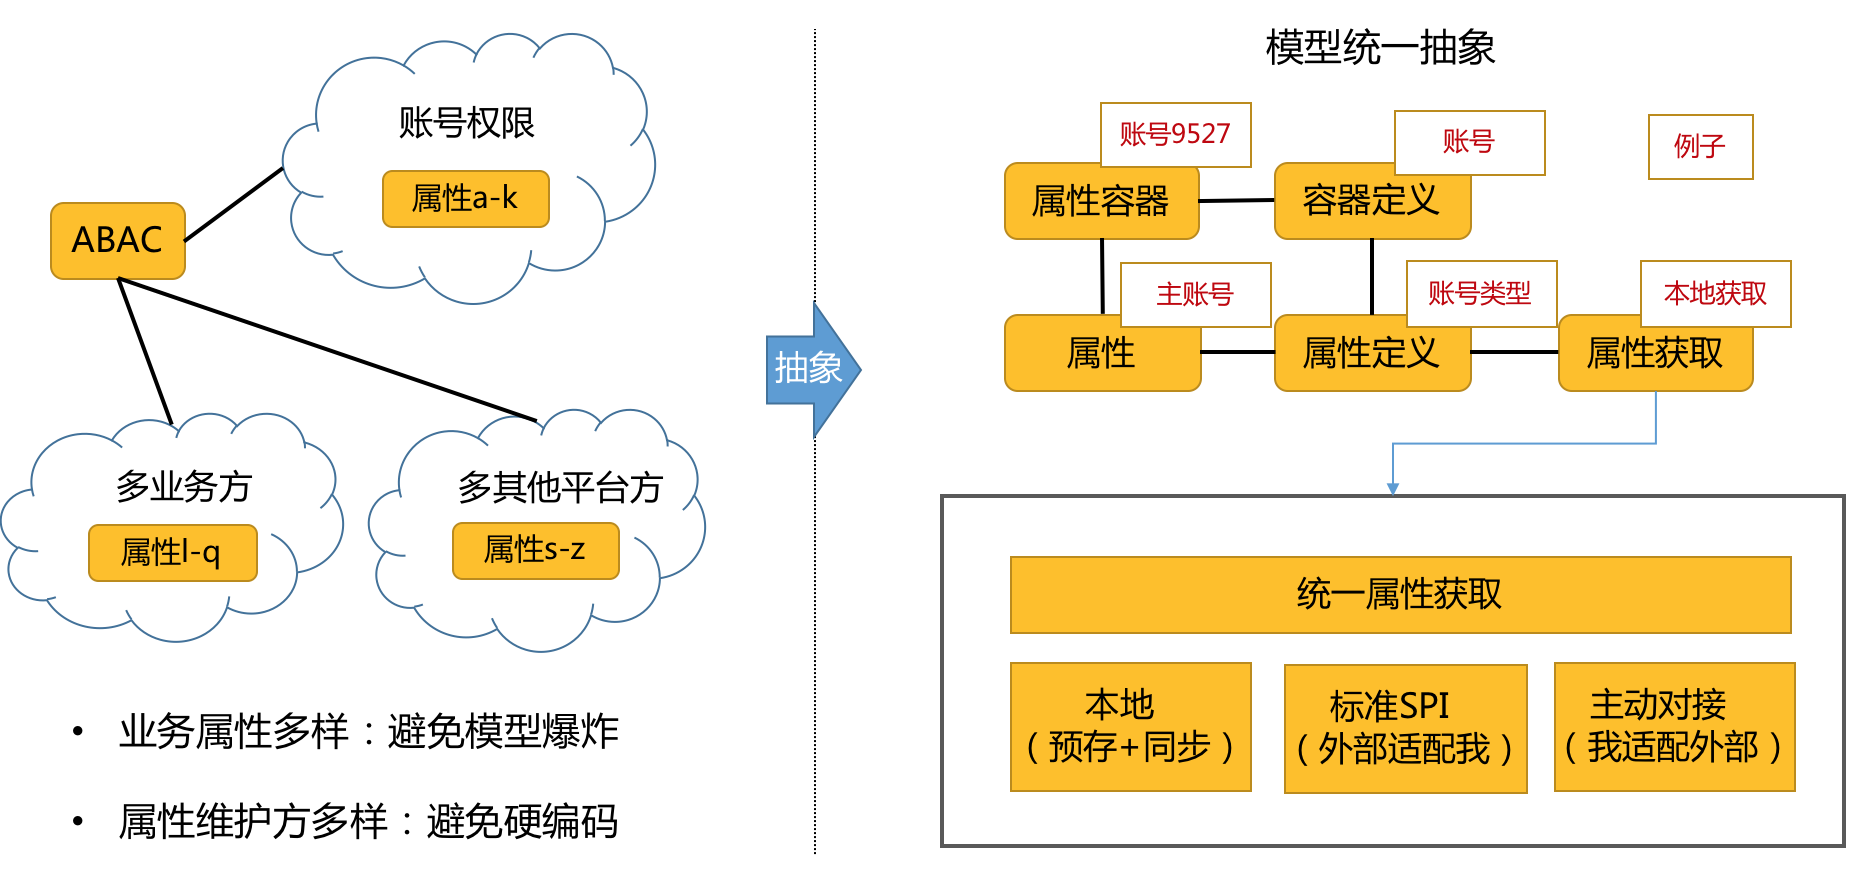 账号权限
属性a-k
ABAC
多业务方
属性l-q
多其他平台方
属性s-z
• 业务属性多样：避免模型爆炸
• 属性维护方多样：避免硬编码
抽象
模型统一抽象
账号9527
账号
例子
属性容器
容器定义
主账号
账号类型
本地获取
属性
属性定义
属性获取
统一属性获取
本地
（预存+同步）
标准SPI
（外部适配我）
主动对接
（我适配外部）